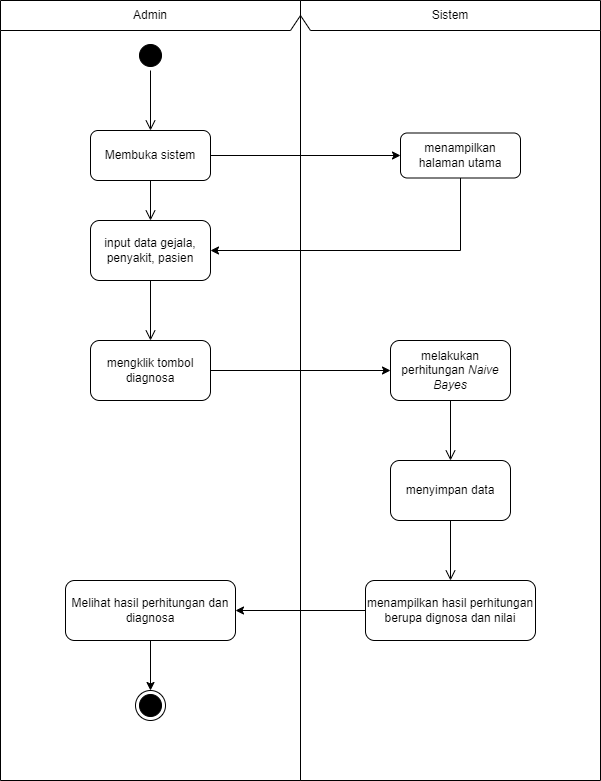 Admin
Sistem
Membuka sistem
menampilkan
halaman utama
input data gejala,
penyakit, pasien
mengklik tombol
diagnosa
melakukan
perhitungan Naive
Bayes
menyimpan data
menampilkan hasil perhitungan
berupa dignosa dan nilai
Melihat hasil perhitungan dan
diagnosa